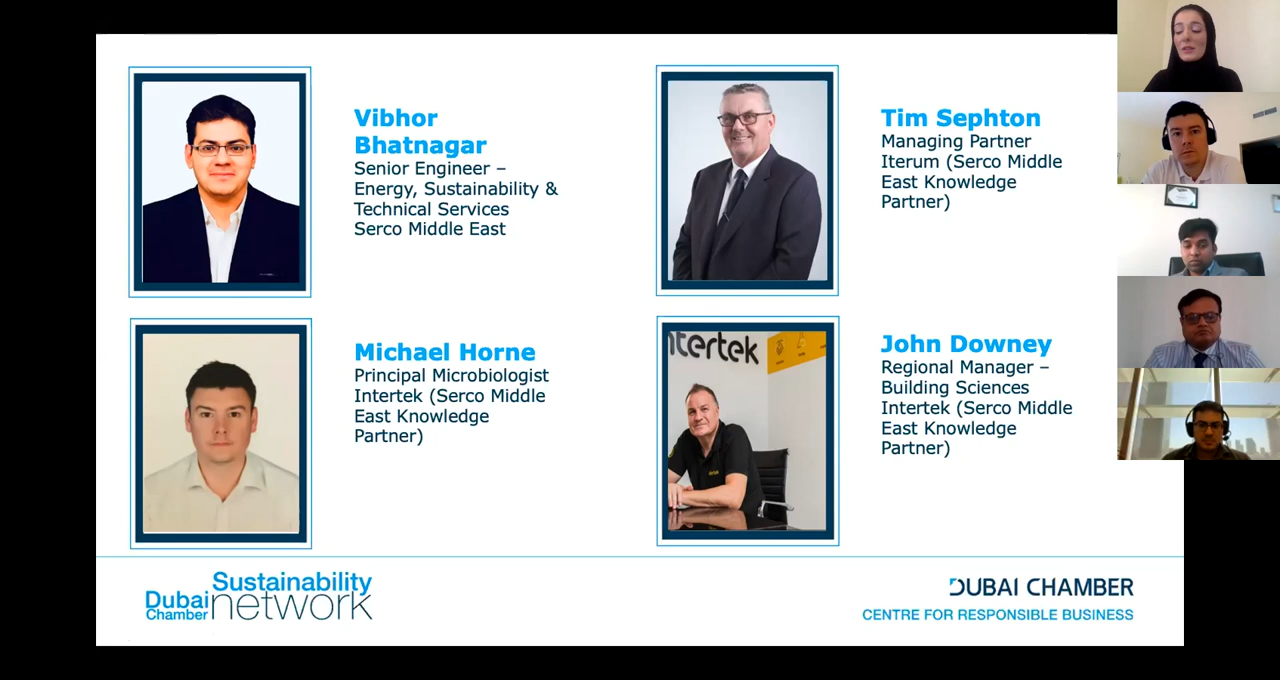 Vibhor
Bhatnagar
Senior Engineer –
Energy, Sustainability &
Technical Services
Serco Middle East
Tim Sephton
Managing Partner
Iterum (Serco Middle
East Knowledge
Partner)
Michael Horne
Principal Microbiologist
Intertek (Serco Middle
East Knowledge
Partner)
ntertek
John Downey
Regional Manager –
Building Sciences
Intertek (Serco Middle
East Knowledge
Partner)
Dubai Chamber Sustainability network
DUBAI CHAMBER
CENTRE FOR RESPONSIBLE BUSINESS